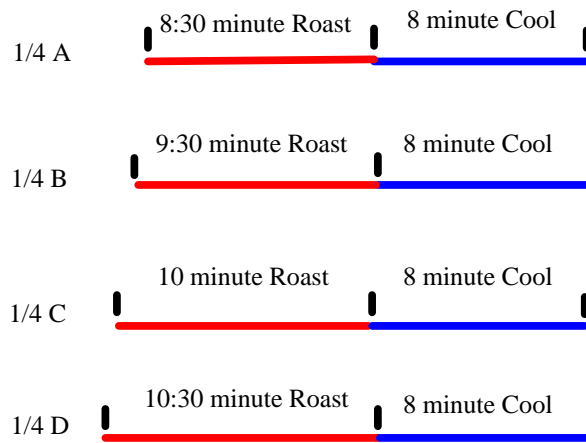 8:30 minute Roast 8 minute Cool
1/4 A
9:30 minute Roast 8 minute Cool
1/4 B
10 minute Roast 8 minute Cool
1/4 C
10:30 minute Roast 8 minute Cool
1/4 D